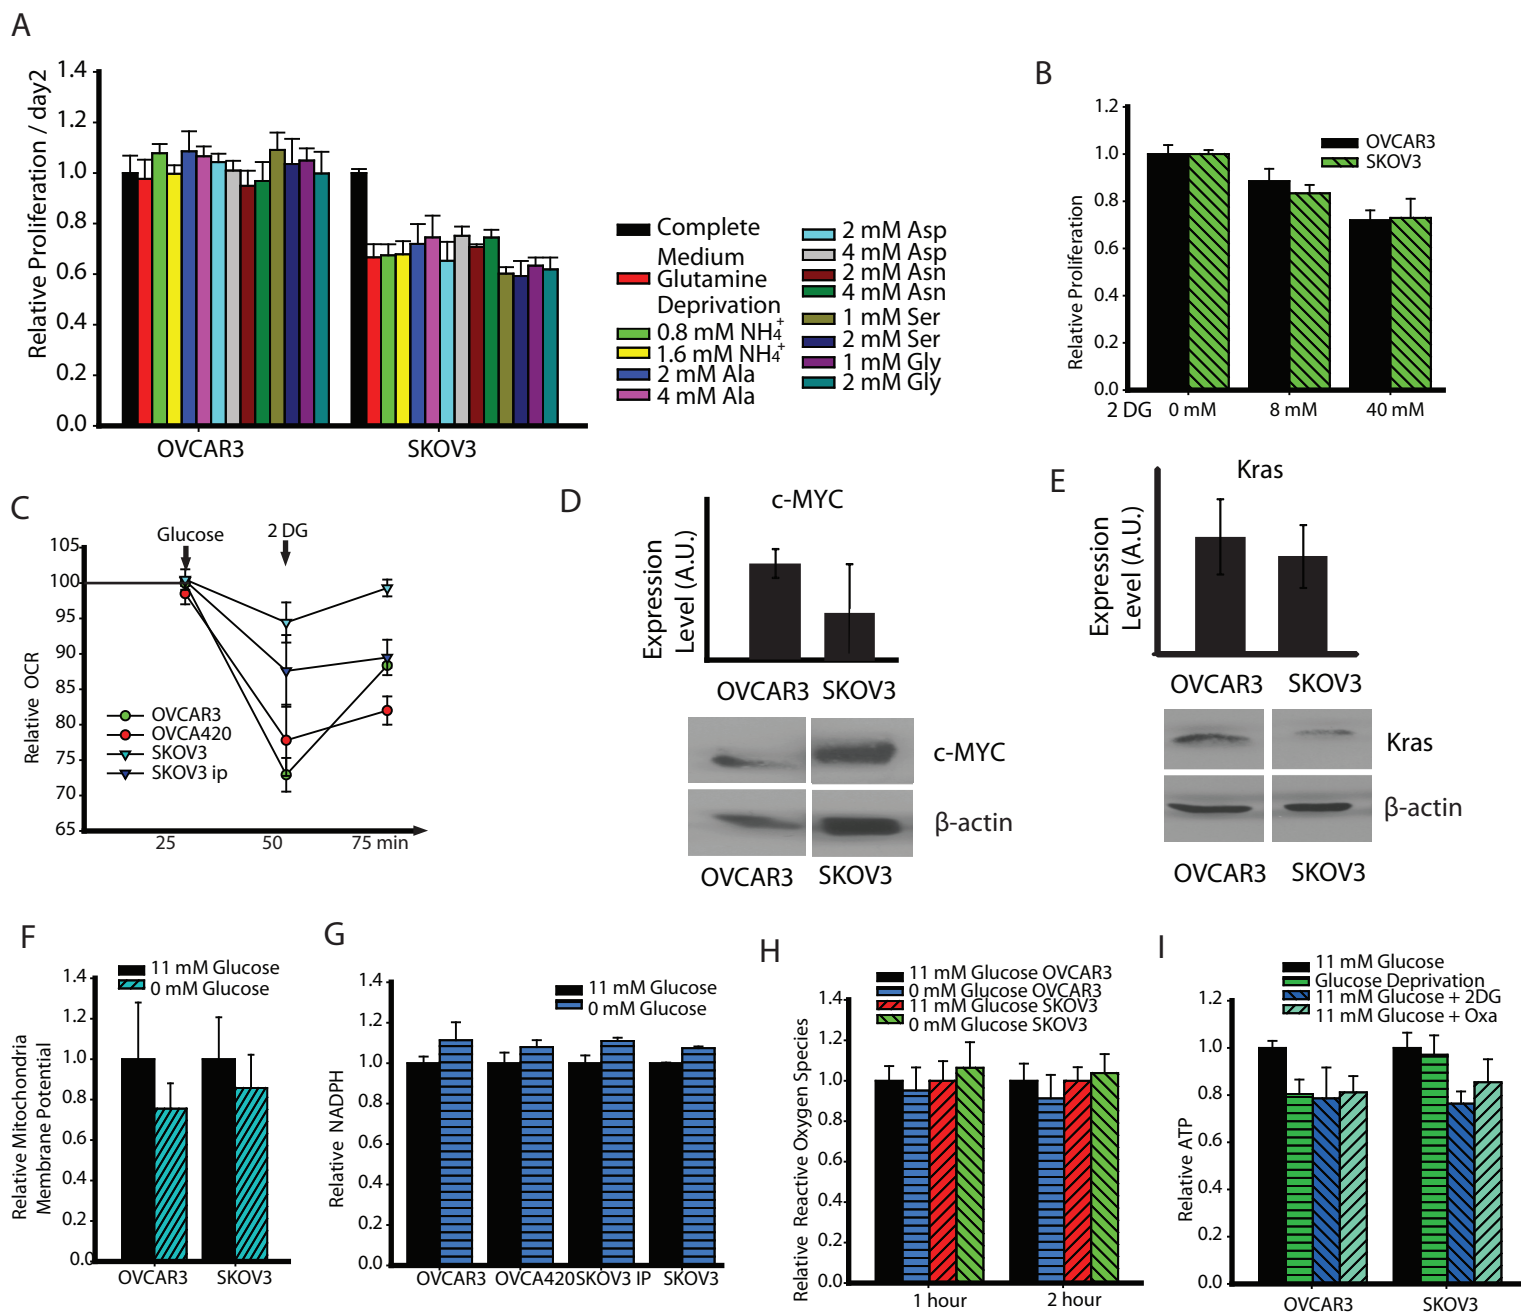 A
Relative Proliferation / day2
1.4
1.2
1.0
0.8
0.6
0.4
0.2
0.0
OVCAR3
SKOV3
Complete
Medium
Glutamine
Deprivation
0.8 mM NH4+
1.6 mM NH4+
2 mM Ala
4 mM Ala
2 mM Asp
4 mM Asp
2 mM Asn
4 mM Asn
1 mM Ser
2 mM Ser
1 mM Gly
2 mM Gly
B
Relative Proliferation
1.2
1.0
0.8
0.6
0.4
0.2
0.0
OVCAR3
SKOV3
2 DG 0 mM 8 mM 40 mM
C
Relative OCR
Glucose
2 DG
105
100
95
90
85
80
75
70
65
OVCAR3
OVCA420
SKOV3
SKOV3 ip
25 50 75 min
D
c-MYC
Expression
Level (A.U.)
OVCAR3 SKOV3
c-MYC
β-actin
OVCAR3 SKOV3
E
Kras
Expression
Level (A.U.)
OVCAR3 SKOV3
Kras
β-actin
OVCAR3 SKOV3
F
Relative Mitochondria
Membrane Potential
11 mM Glucose
0 mM Glucose
1.4
1.2
1.0
0.8
0.6
0.4
0.2
0.0
OVCAR3 SKOV3
G
Relative NADPH
11 mM Glucose
0 mM Glucose
1.4
1.2
1.0
0.8
0.6
0.4
0.2
0.0
OVCAR3 OVCA420 SKOV3 IP SKOV3
H
Relative Reactive Oxygen Species
11 mM Glucose OVCAR3
0 mM Glucose OVCAR3
11 mM Glucose SKOV3
0 mM Glucose SKOV3
1.4
1.2
1.0
0.8
0.6
0.4
0.2
0.0
1 hour 2 hour
I
Relative ATP
11 mM Glucose
Glucose Deprivation
11 mM Glucose + 2DG
11 mM Glucose + Oxa
1.2
1.0
0.8
0.6
0.4
0.2
0.0
OVCAR3 SKOV3